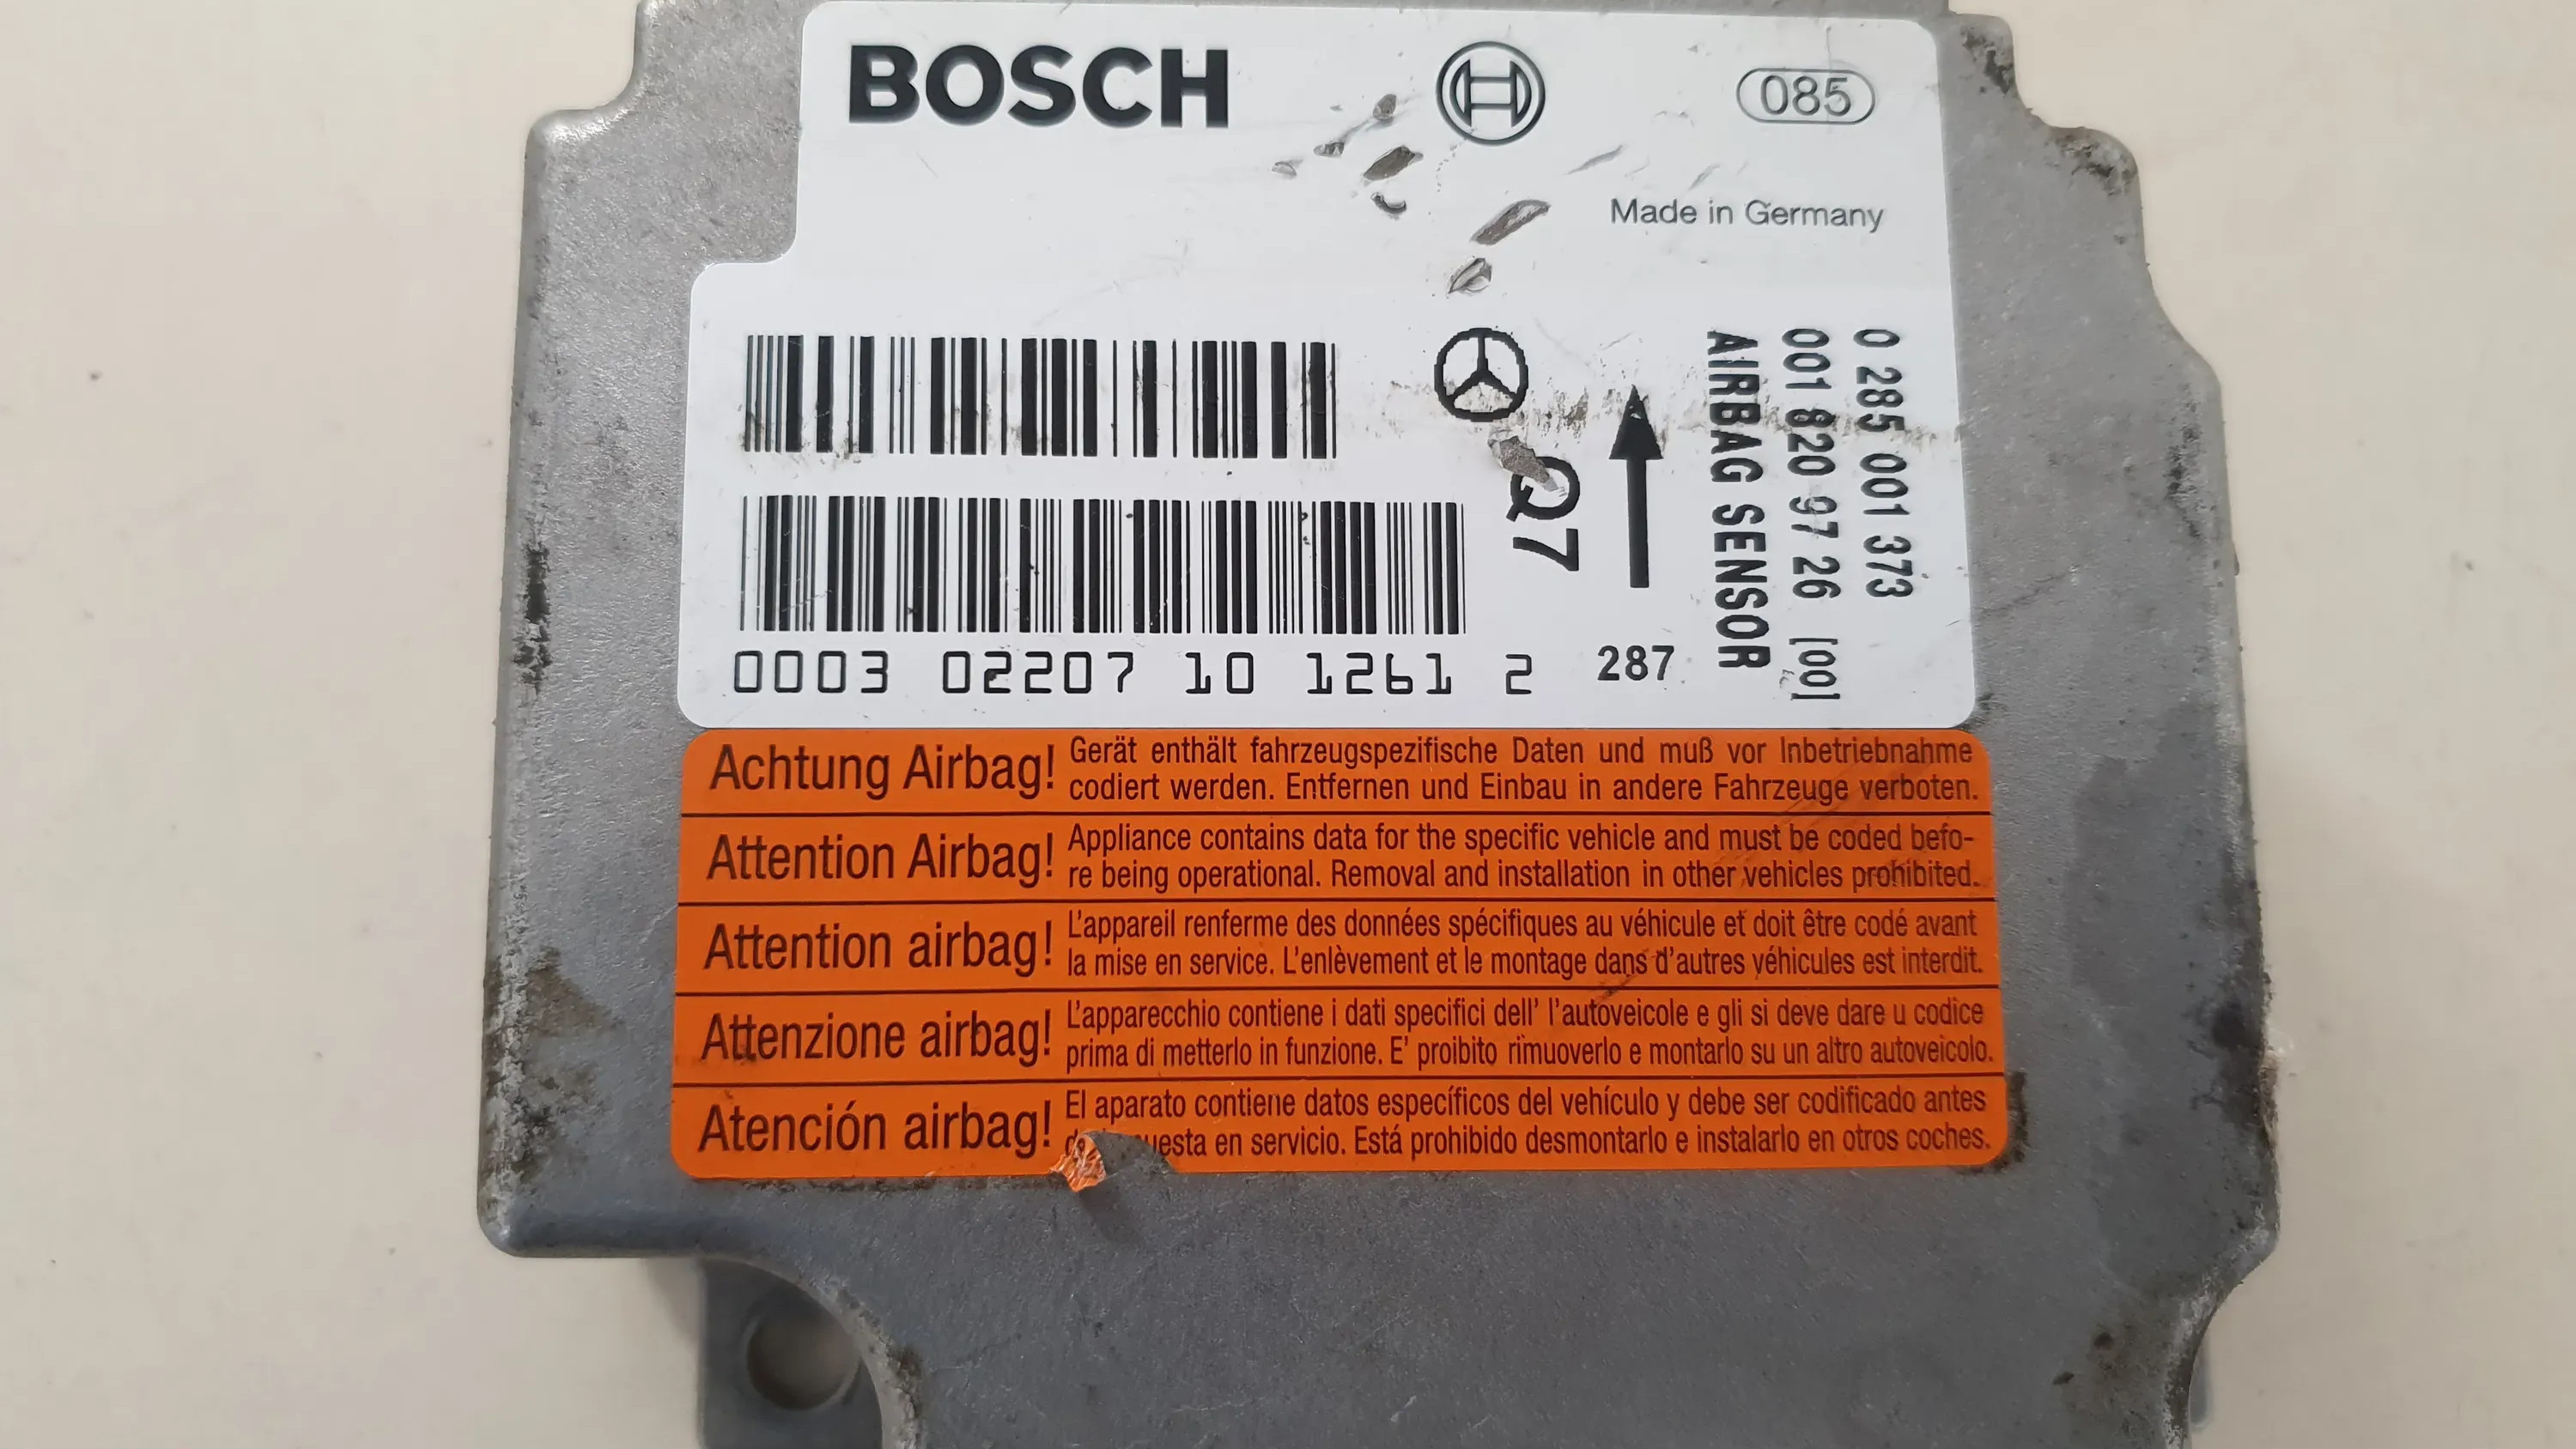 BOSCH
085
Made in Germany
0 285 001 373
001 820 97 26 [00]
AIRBAG SENSOR
Q7
0003 02207 10 1261 2
287
Achtung Airbag! Gerät enthält fahrzeugspezifische Daten und muß vor Inbetriebnahme
codiert werden. Entfernen und Einbau in andere Fahrzeuge verboten.
Attention Airbag! Appliance contains data for the specific vehicle and must be coded befo-
re being operational. Removal and installation in other vehicles prohibited.
Attention airbag! L'appareil renferme des données spécifiques au véhicule et doit être codé avant
la mise en service. L'enlèvement et le montage dans d'autres véhicules est interdit.
Attenzione airbag! L'apparecchio contiene i dati specifici dell' l'autoveicole e gli si deve dare u codice
prima di metterlo in funzione. E' proibito rimuoverlo e montarlo su un altro autoveicolo.
Atención airbag! El aparato contiene datos específicos del vehículo y debe ser codificado antes
en servicio. Está prohibido desmontarlo e instalarlo en otros coches.